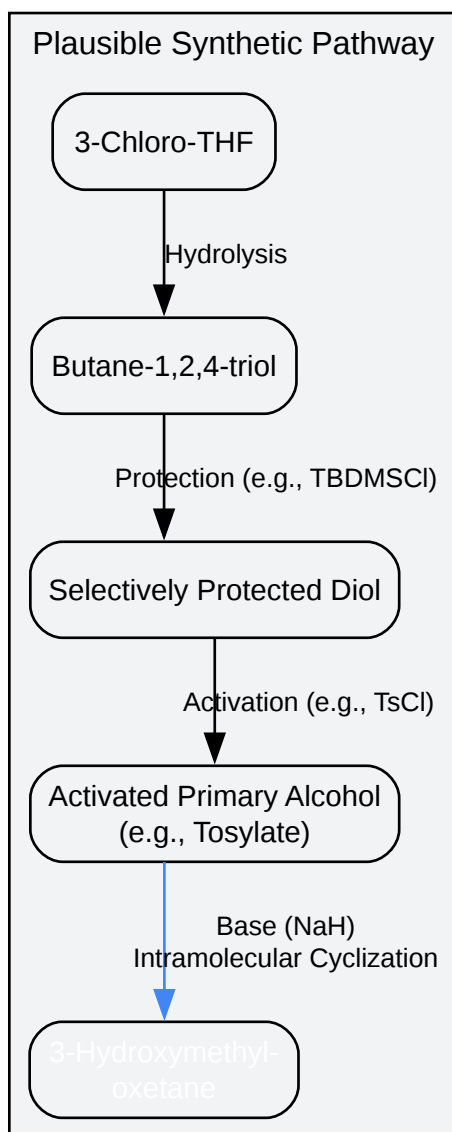 Plausible Synthetic Pathway
3-Chloro-THF
Hydrolysis
Butane-1,2,4-triol
Protection (e.g., TBDMSCl)
Selectively Protected Diol
Activation (e.g., TsCl)
Activated Primary Alcohol
(e.g., Tosylate)
Base (NaH)
Intramolecular Cyclization
3-Hydroxymethyl-
oxetane